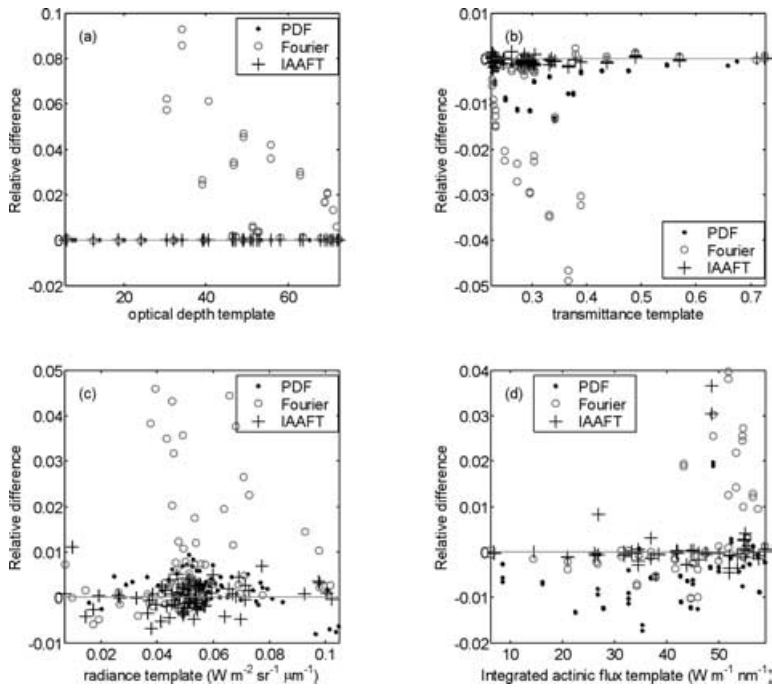 (a)
PDF
Fourier
IAAFT
0.1
0.08
0.06
0.04
0.02
0
-0.02
Relative difference
20
40
60
optical depth template
(b)
0
-0.01
-0.02
-0.03
-0.04
-0.05
Relative difference
PDF
Fourier
IAAFT
0.3
0.4
0.5
0.6
0.7
transmittance template
(c)
PDF
Fourier
IAAFT
0.05
0.04
0.03
0.02
0.01
0
-0.01
Relative difference
0.02
0.04
0.06
0.08
0.1
radiance template (W m⁻² sr⁻¹ μm⁻¹)
(d)
PDF
Fourier
IAAFT
0.04
0.03
0.02
0.01
0
-0.01
-0.02
Relative difference
10
20
30
40
50
Integrated actinic flux template (W m⁻¹ nm⁻¹